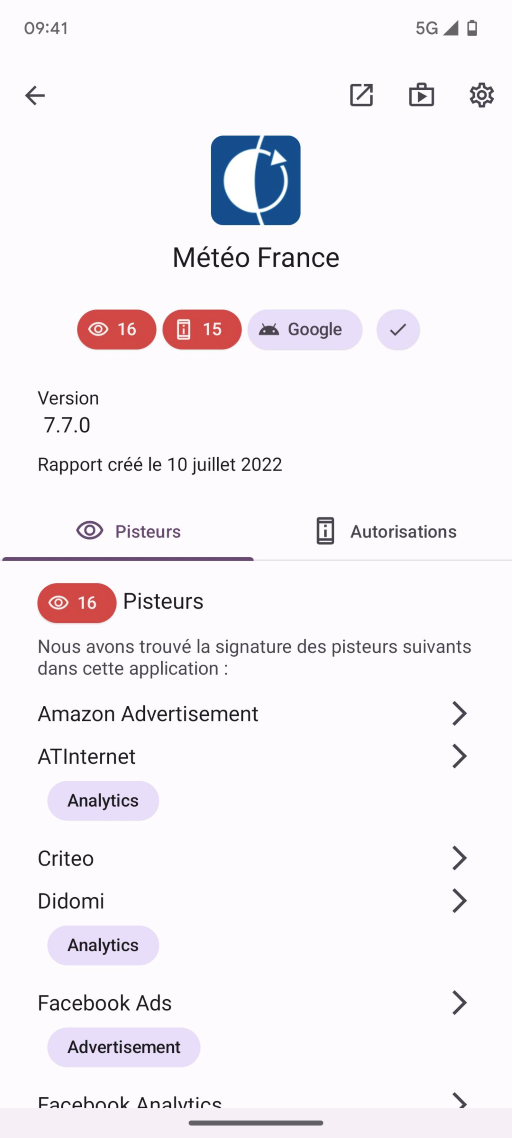 09:41
5G
Météo France
16
15
Google
Version
7.7.0
Rapport créé le 10 juillet 2022
Pisteurs
Autorisations
16 Pisteurs
Nous avons trouvé la signature des pisteurs suivants
dans cette application :
Amazon Advertisement
ATInternet
Analytics
Criteo
Didomi
Analytics
Facebook Ads
Advertisement
Facebook Analytics